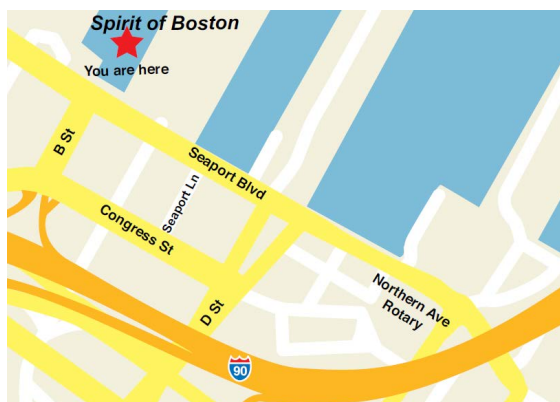 Spirit of Boston
You are here
B St
Seaport Blvd
Seaport Ln
Congress St
D St
Northern Ave
Rotary
90